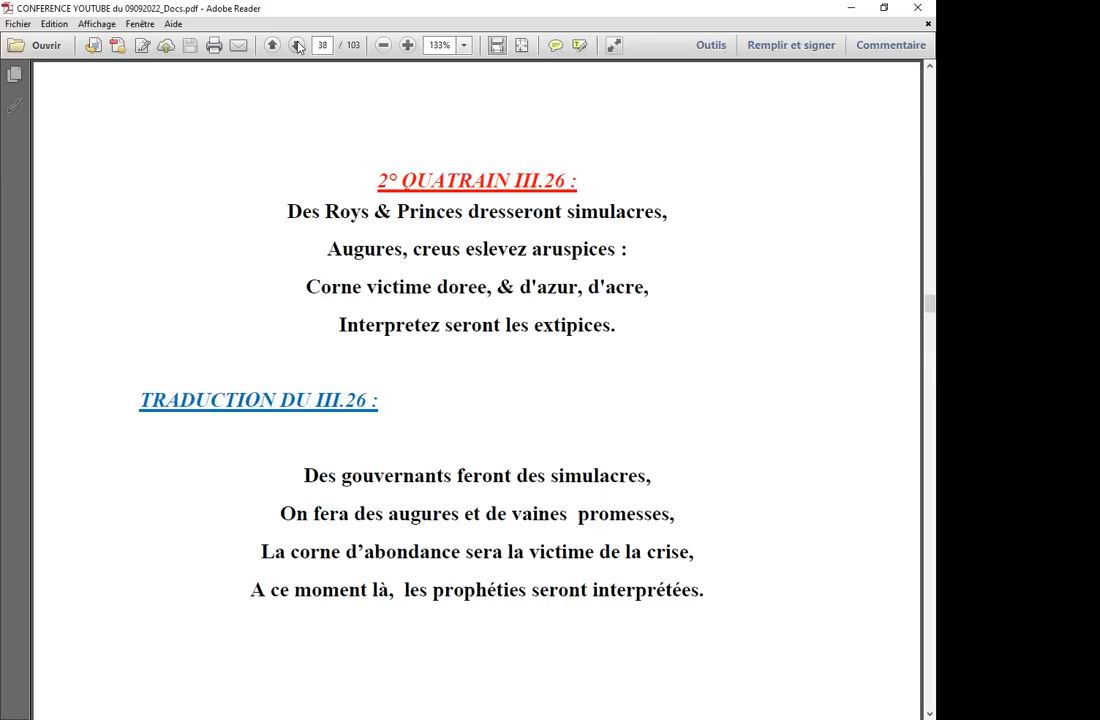 CONFERENCE YOUTUBE du 09092022_Docs.pdf - Adobe Reader
Fichier Edition Affichage Fenêtre Aide
Ouvrir 38 / 103 133% Outils Remplir et signer Commentaire
2° QUATRAIN III.26 :
Des Roys & Princes dresseront simulacres,
Augures, creus eslevez aruspices :
Corne victime doree, & d'azur, d'acre,
Interpretez seront les extipices.
TRADUCTION DU III.26 :
Des gouvernants feront des simulacres,
On fera des augures et de vaines promesses,
La corne d’abondance sera la victime de la crise,
A ce moment là, les prophéties seront interprétées.